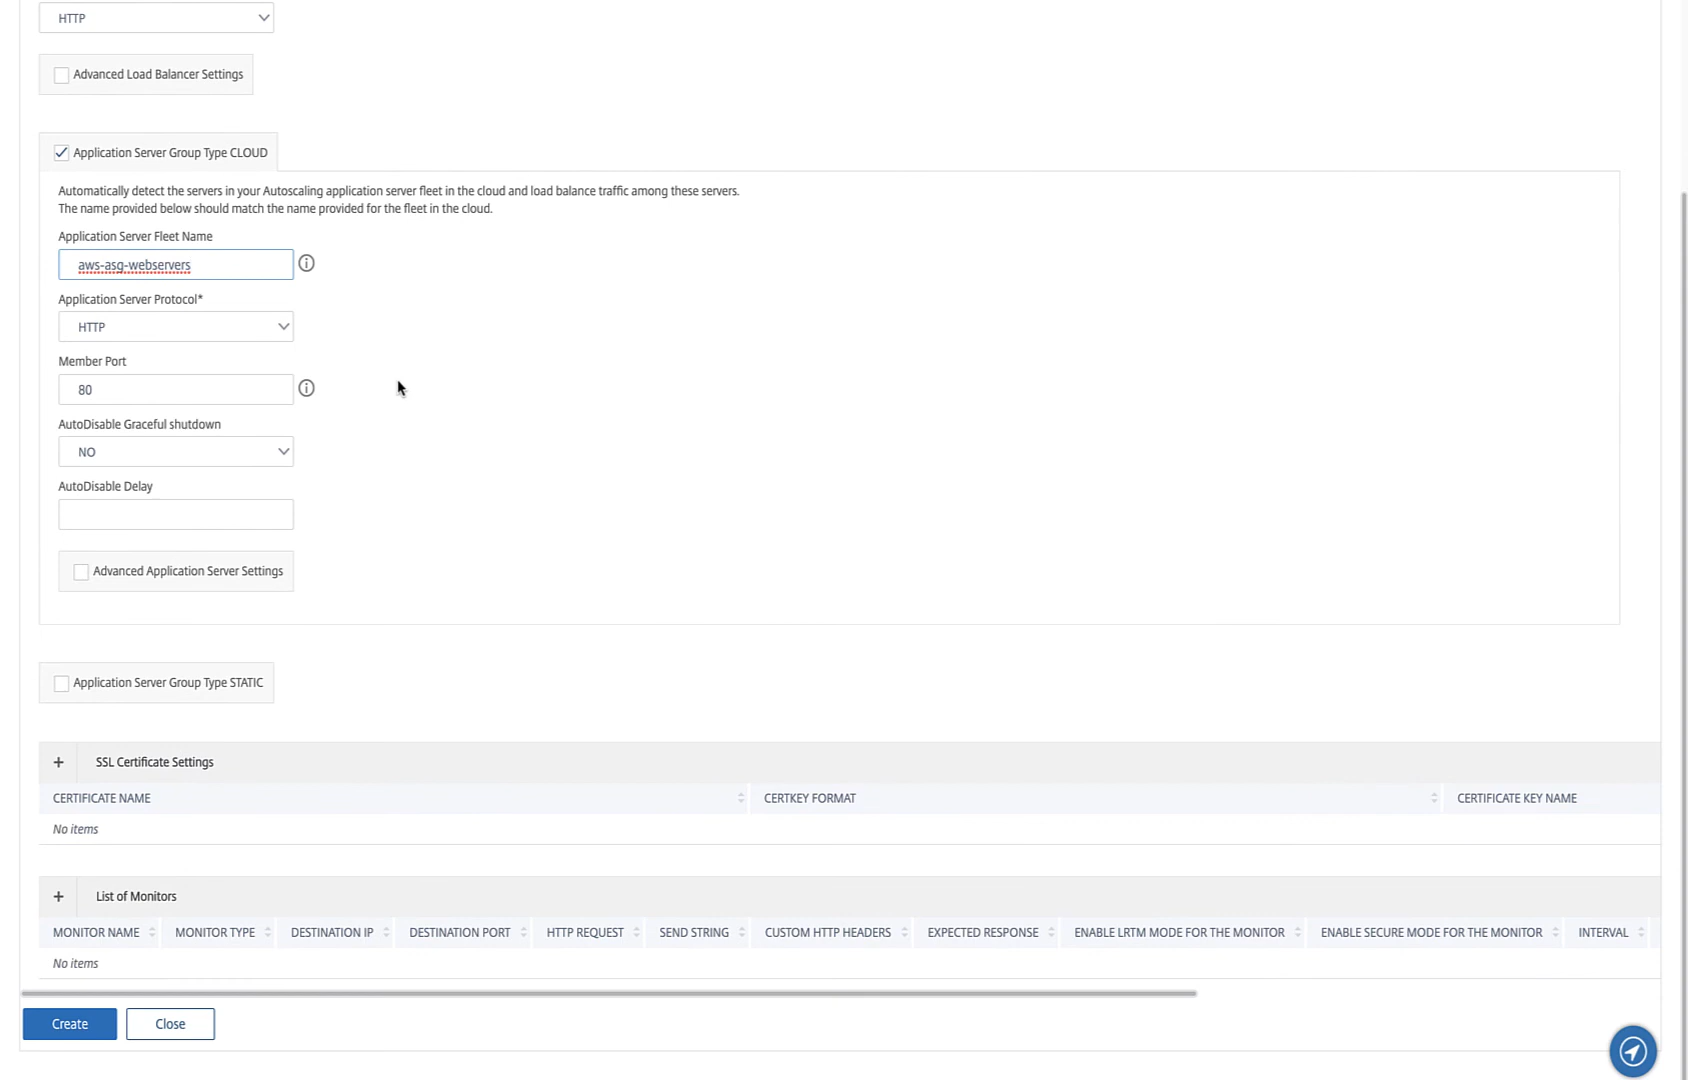 HTTP
Advanced Load Balancer Settings
Application Server Group Type CLOUD
Automatically detect the servers in your Autoscaling application server fleet in the cloud and load balance traffic among these servers.
The name provided below should match the name provided for the fleet in the cloud.
Application Server Fleet Name
aws-asg-webservers
Application Server Protocol*
HTTP
Member Port
80
AutoDisable Graceful shutdown
NO
AutoDisable Delay
Advanced Application Server Settings
Application Server Group Type STATIC
+ SSL Certificate Settings
CERTIFICATE NAME CERTKEY FORMAT CERTIFICATE KEY NAME
No items
+ List of Monitors
MONITOR NAME MONITOR TYPE DESTINATION IP DESTINATION PORT HTTP REQUEST SEND STRING CUSTOM HTTP HEADERS EXPECTED RESPONSE ENABLE LRTM MODE FOR THE MONITOR ENABLE SECURE MODE FOR THE MONITOR INTERVAL
No items
Create Close